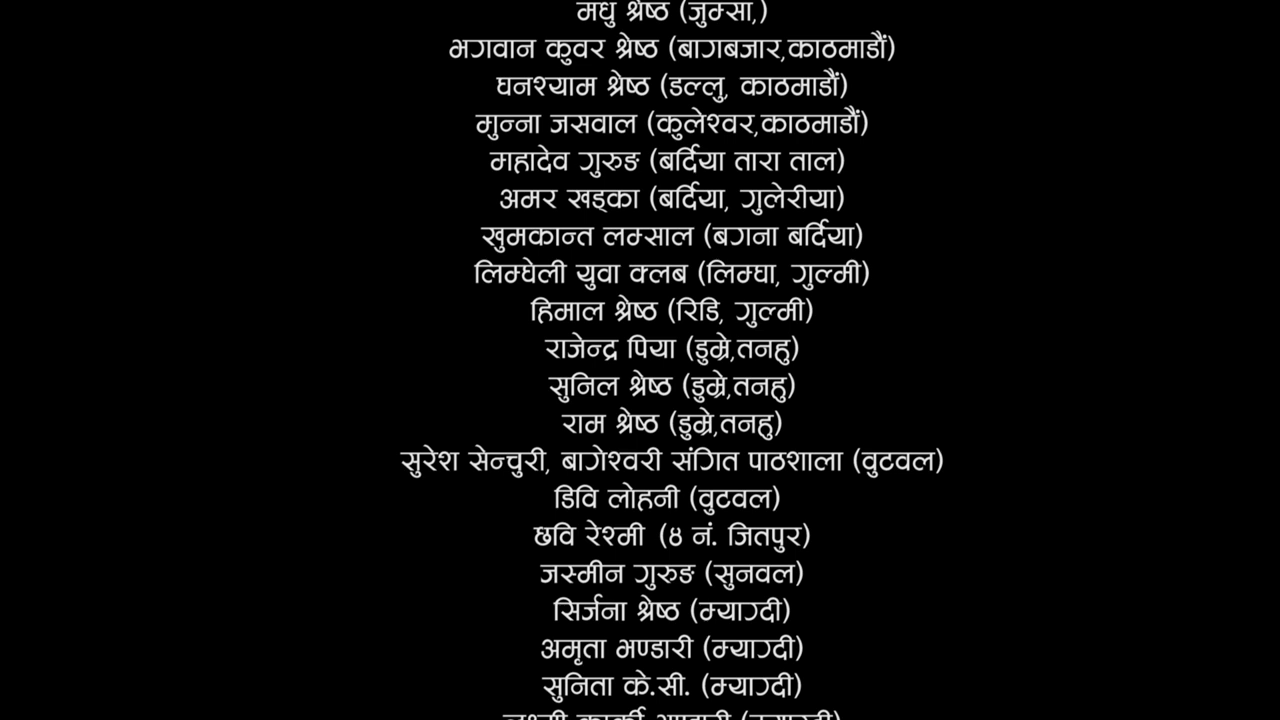 मधु श्रेष्ठ (जुम्सा,)
भगवान कुवर श्रेष्ठ (बागबजार,काठमाडौं)
घनश्याम श्रेष्ठ (डल्लु, काठमाडौं)
मुन्ना जसवाल (कुलेश्वर,काठमाडौं)
महादेव गुरुङ (बर्दिया तारा ताल)
अमर खड्का (बर्दिया, गुलेरीया)
खुमकान्त लम्साल (बगना बर्दिया)
लिम्घेली युवा क्लब (लिम्घा, गुल्मी)
हिमाल श्रेष्ठ (रिडि, गुल्मी)
राजेन्द्र पिया (डुम्रे,तनहु)
सुनिल श्रेष्ठ (डुम्रे,तनहु)
राम श्रेष्ठ (डुम्रे,तनहु)
सुरेश सेन्चुरी, बागेश्वरी संगित पाठशाला (वुटवल)
डिवि लोहनी (वुटवल)
छवि रेश्मी (४ नं. जितपुर)
जस्मीन गुरुङ (सुनवल)
सिर्जना श्रेष्ठ (म्याग्दी)
अमृता भण्डारी (म्याग्दी)
सुनिता के.सी. (म्याग्दी)